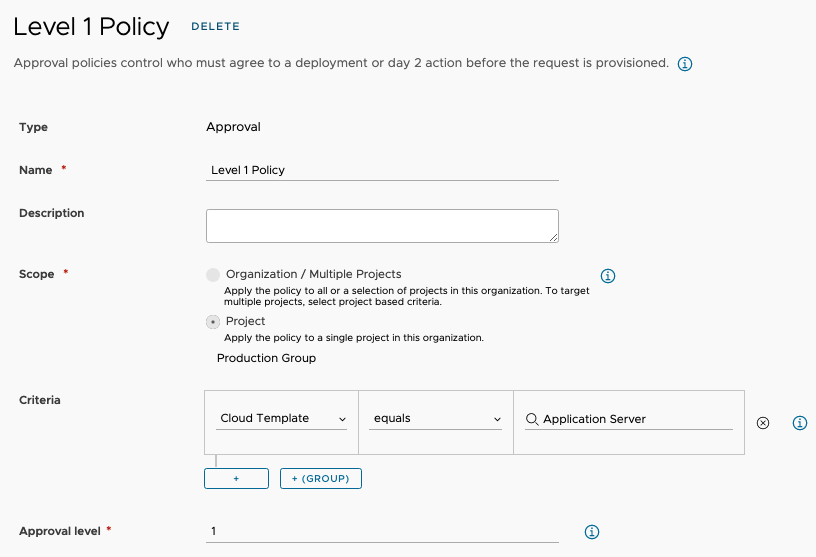 Level 1 Policy DELETE
Approval policies control who must agree to a deployment or day 2 action before the request is provisioned.
Type Approval
Name * Level 1 Policy
Description
Scope * Organization / Multiple Projects
Apply the policy to all or a selection of projects in this organization. To target
multiple projects, select project based criteria.
Project
Apply the policy to a single project in this organization.
Production Group
Criteria
Cloud Template equals Application Server
+ + (GROUP)
Approval level * 1